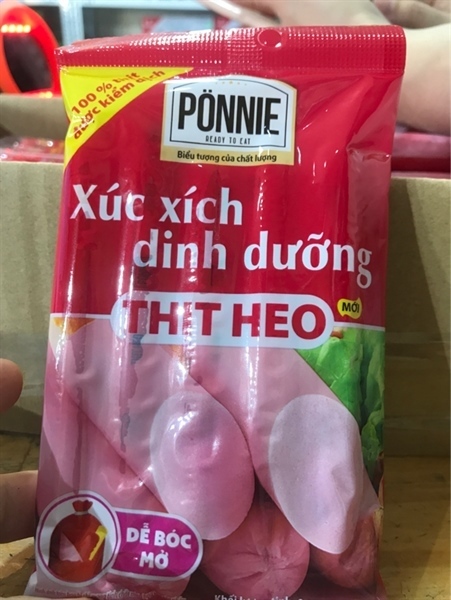 100% thịt
được kiểm dịch
PÖNNIE
READY TO EAT
Biểu tượng của chất lượng
Xúc xích
dinh dưỡng
THỊT HEO
MỚI
DỄ BÓC
MỞ